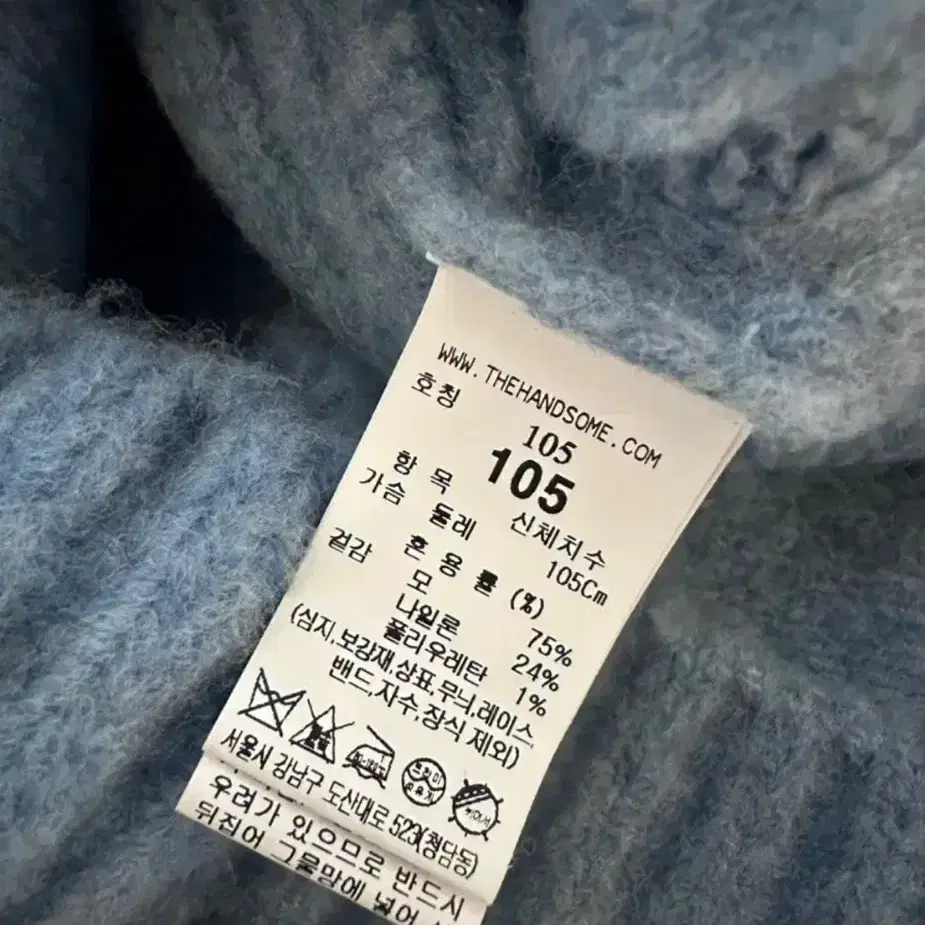 WWW.THEHANDSOME.COM
호칭 105
105
항 목 신체치수
가슴 둘레 105Cm
겉감 혼 용 률 (%)
모 75%
나일론 24%
폴리우레탄 1%
(심지,보강재,상표,무늬,레이스,
밴드,자수,장식 제외)
서울시 강남구 도산대로 523(청담동)
우려가 있으므로 반드시
뒤집어 그물망에 넣어